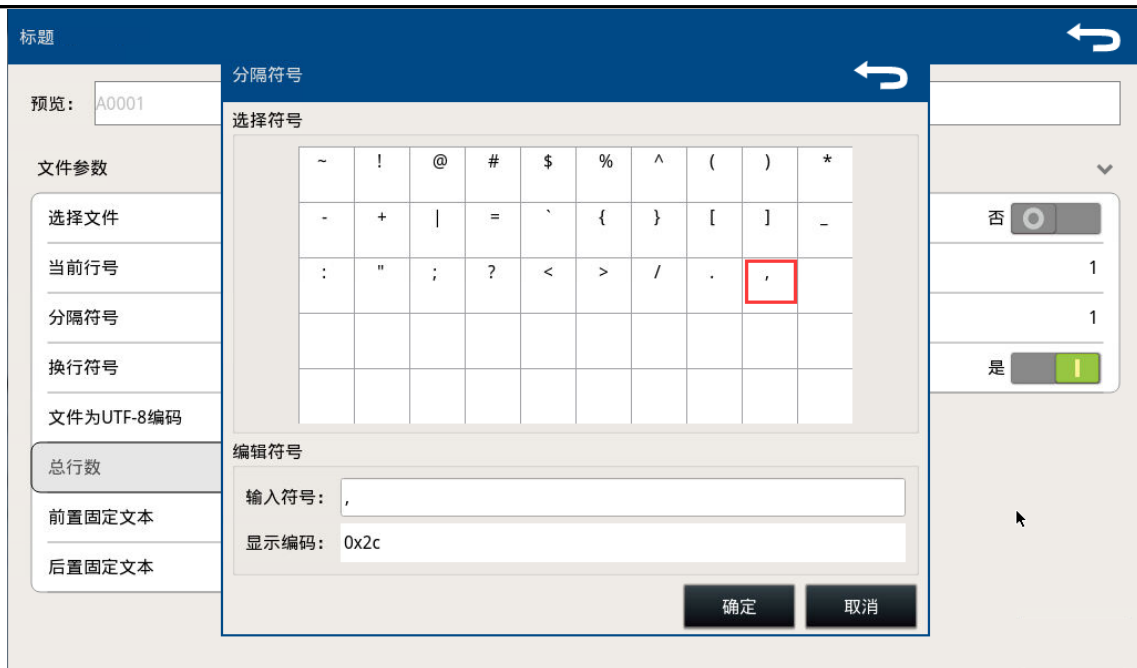 标题
分隔符号
预览: A0001
选择符号
~ ! @ # $ % ^ ( ) *
- + | = ` { } [ ] _
: " ; ? < > / . ,
文件参数
选择文件 否
当前行号 1
分隔符号 1
换行符号 是
文件为UTF-8编码
总行数
前置固定文本
后置固定文本
编辑符号
输入符号: ,
显示编码: 0x2c
确定 取消